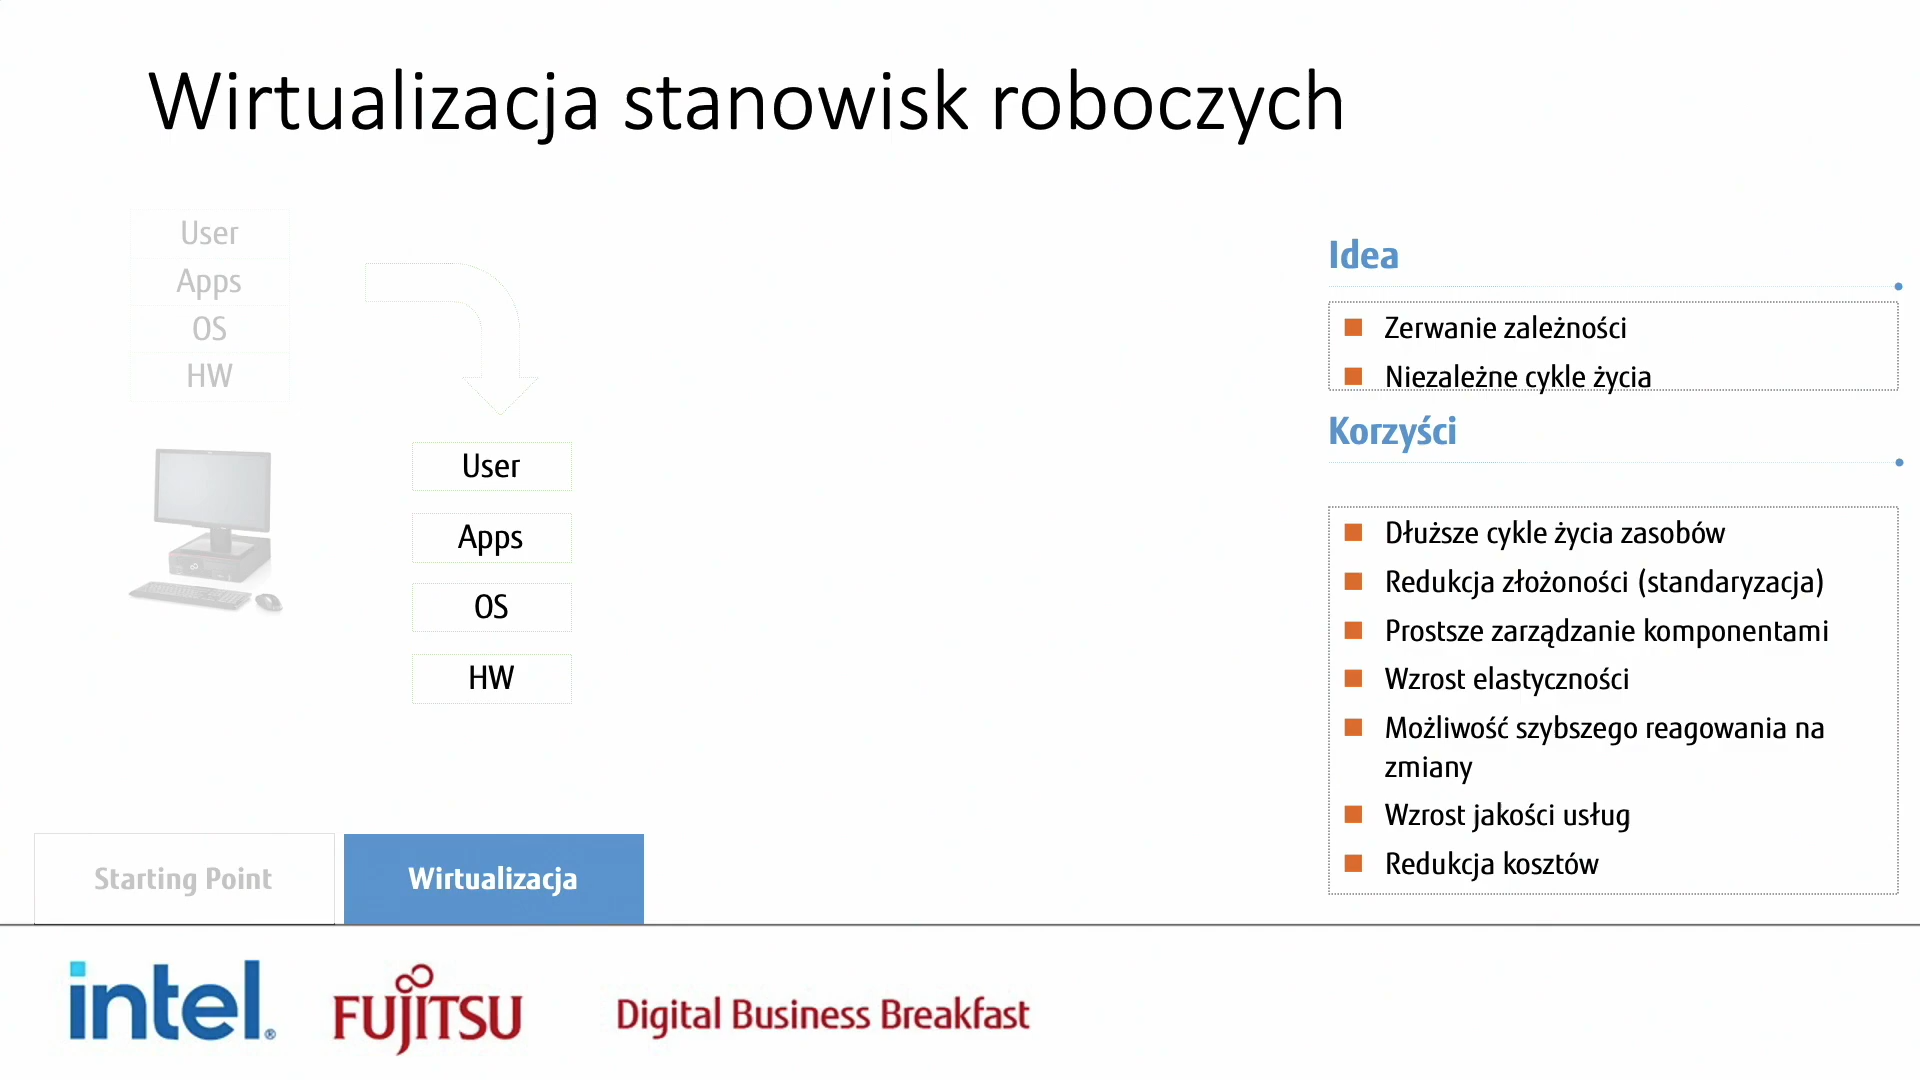 Wirtualizacja stanowisk roboczych
User
Apps
OS
HW
User
Apps
OS
HW
Idea
Zerwanie zależności
Niezależne cykle życia
Korzyści
Dłuższe cykle życia zasobów
Redukcja złożoności (standaryzacja)
Prostsze zarządzanie komponentami
Wzrost elastyczności
Możliwość szybszego reagowania na
zmiany
Wzrost jakości usług
Redukcja kosztów
Starting Point
Wirtualizacja
intel®
FUJITSU
Digital Business Breakfast